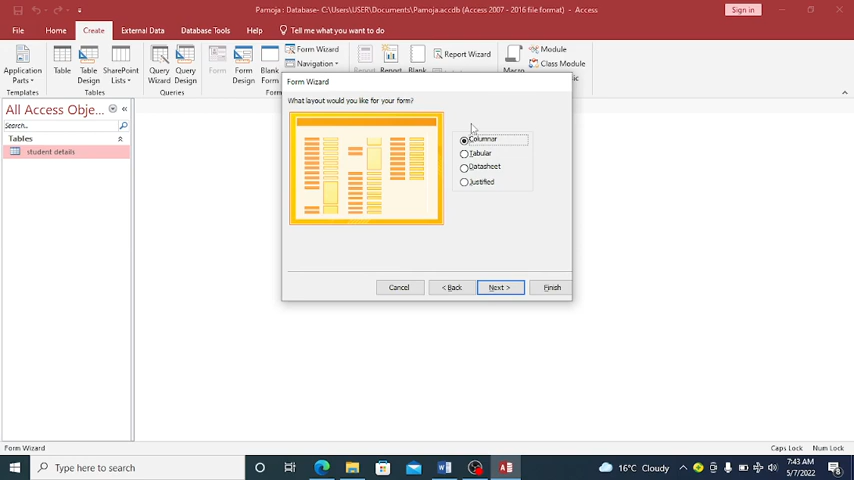 Pamoja : Database- C:\Users\USER\Documents\Pamoja.accdb (Access 2007 - 2016 file format) - Access
Sign in
File Home Create External Data Database Tools Help Tell me what you want to do
Application Parts
Templates
Table
Table Design
SharePoint Lists
Tables
Query Wizard
Query Design
Queries
Form
Form Design
Blank
Form Wizard
Navigation
Report
Blank
Report Wizard
Macro
Module
Class Module
All Access Obje...
Search...
Tables
student details
Form Wizard
What layout would you like for your form?
Columnar
Tabular
Datasheet
Justified
Cancel
< Back
Next >
Finish
Form Wizard
Caps Lock Num Lock
Type here to search
16°C Cloudy
7:43 AM
5/7/2022